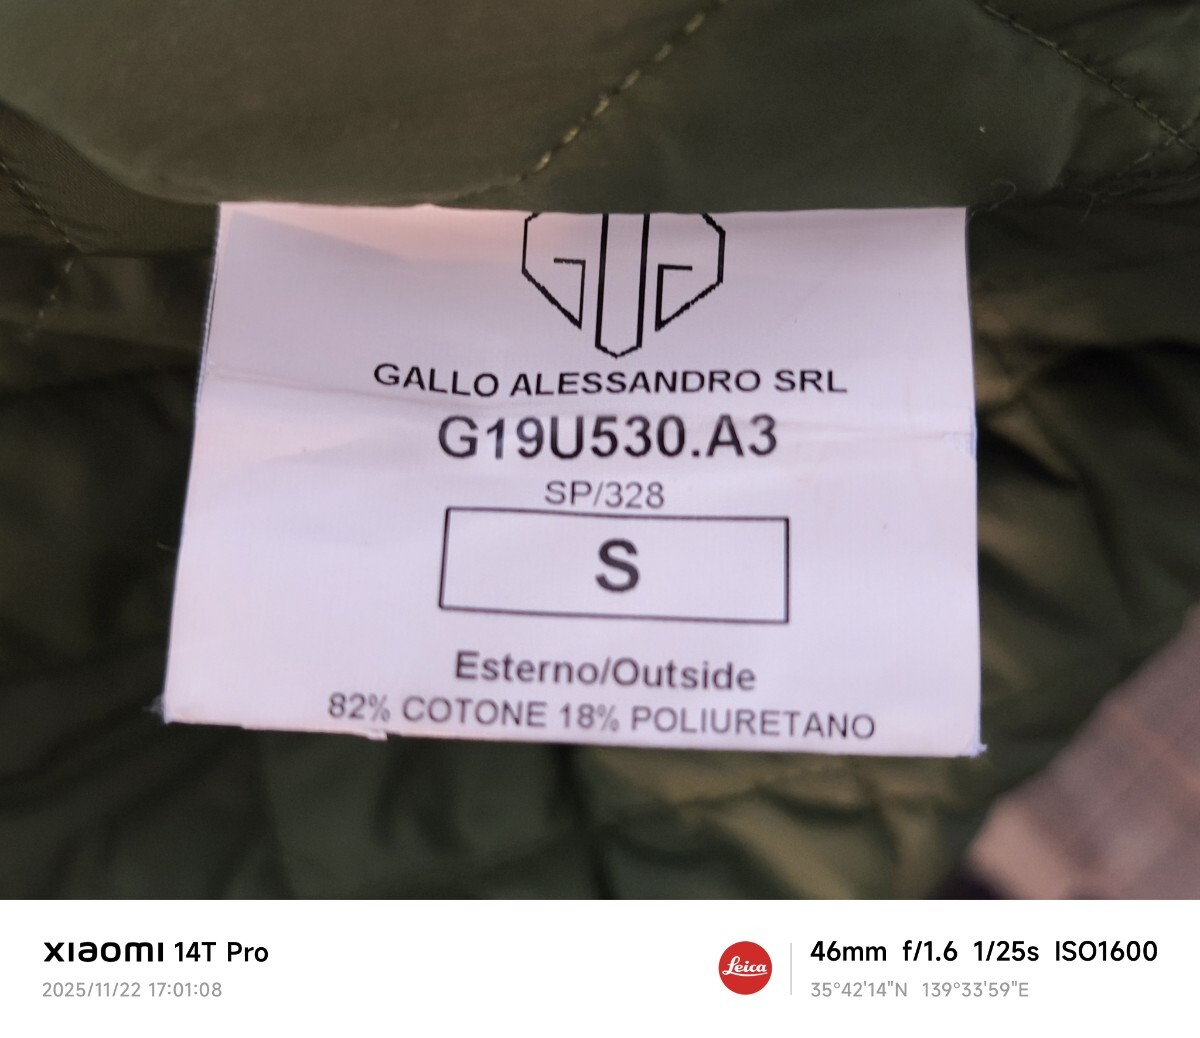 GALLO ALESSANDRO SRL
G19U530.A3
SP/328
S
Esterno/Outside
82% COTONE 18% POLIURETANO
xiaomi 14T Pro
2025/11/22 17:01:08
Leica
46mm f/1.6 1/25s ISO1600
35°42'14"N 139°33'59"E